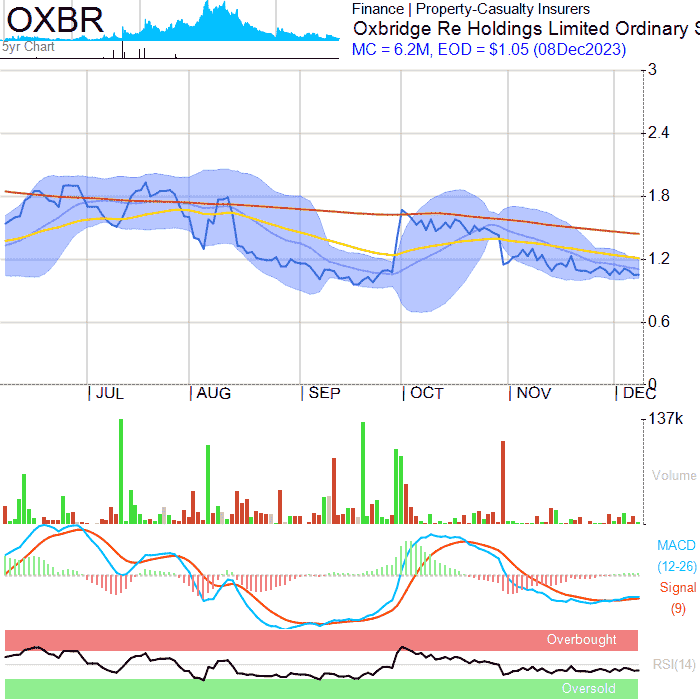 OXBR
5yr Chart
Finance | Property-Casualty Insurers
Oxbridge Re Holdings Limited Ordinary S
MC = 6.2M, EOD = $1.05 (08Dec2023)
3
2.4
1.8
1.2
0.6
0
JUL AUG SEP OCT NOV DEC
137k
Volume
MACD
(12-26)
Signal
(9)
Overbought
RSI(14)
Oversold